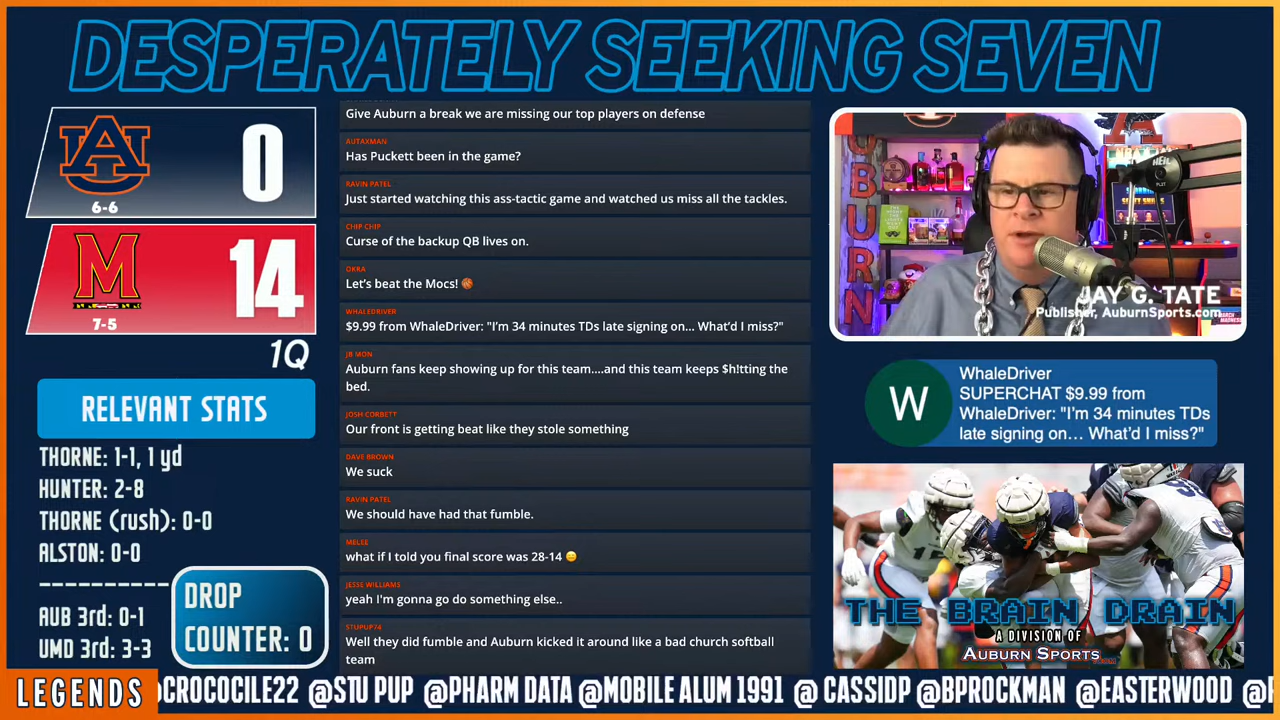 DESPERATELY SEEKING SEVEN
0
6-6
14
7-5
1Q
RELEVANT STATS
THORNE: 1-1, 1 yd
HUNTER: 2-8
THORNE (rush): 0-0
ALSTON: 0-0
----------
AUB 3rd: 0-1
UMD 3rd: 3-3
DROP
COUNTER: 0
Give Auburn a break we are missing our top players on defense
AUTAXMAN
Has Puckett been in the game?
RAVIN PATEL
Just started watching this ass-tactic game and watched us miss all the tackles.
CHIP CHIP
Curse of the backup QB lives on.
OKRA
Let's beat the Mocs! 🏀
WHALEDRIVER
$9.99 from WhaleDriver: "I'm 34 minutes TDs late signing on... What'd I miss?"
JB MON
Auburn fans keep showing up for this team....and this team keeps $h!tting the
bed.
JOSH CORBETT
Our front is getting beat like they stole something
DAVE BROWN
We suck
RAVIN PATEL
We should have had that fumble.
MELEE
what if I told you final score was 28-14 😊
JESS WILLIAMS
yeah I'm gonna go do something else..
STUPUP74
Well they did fumble and Auburn kicked it around like a bad church softball
team
JAY G. TATE
Publisher, AuburnSports.com
W
WhaleDriver
SUPERCHAT $9.99 from
WhaleDriver: "I'm 34 minutes TDs
late signing on... What'd I miss?"
THE BRAIN DRAIN
A DIVISION OF
AUBURN SPORTS.com
LEGENDS
@CROCOCILE22 @STU PUP @PHARM DATA @MOBILE ALUM 1991 @ CASSIDP @BPROCKMAN @EASTERWOOD